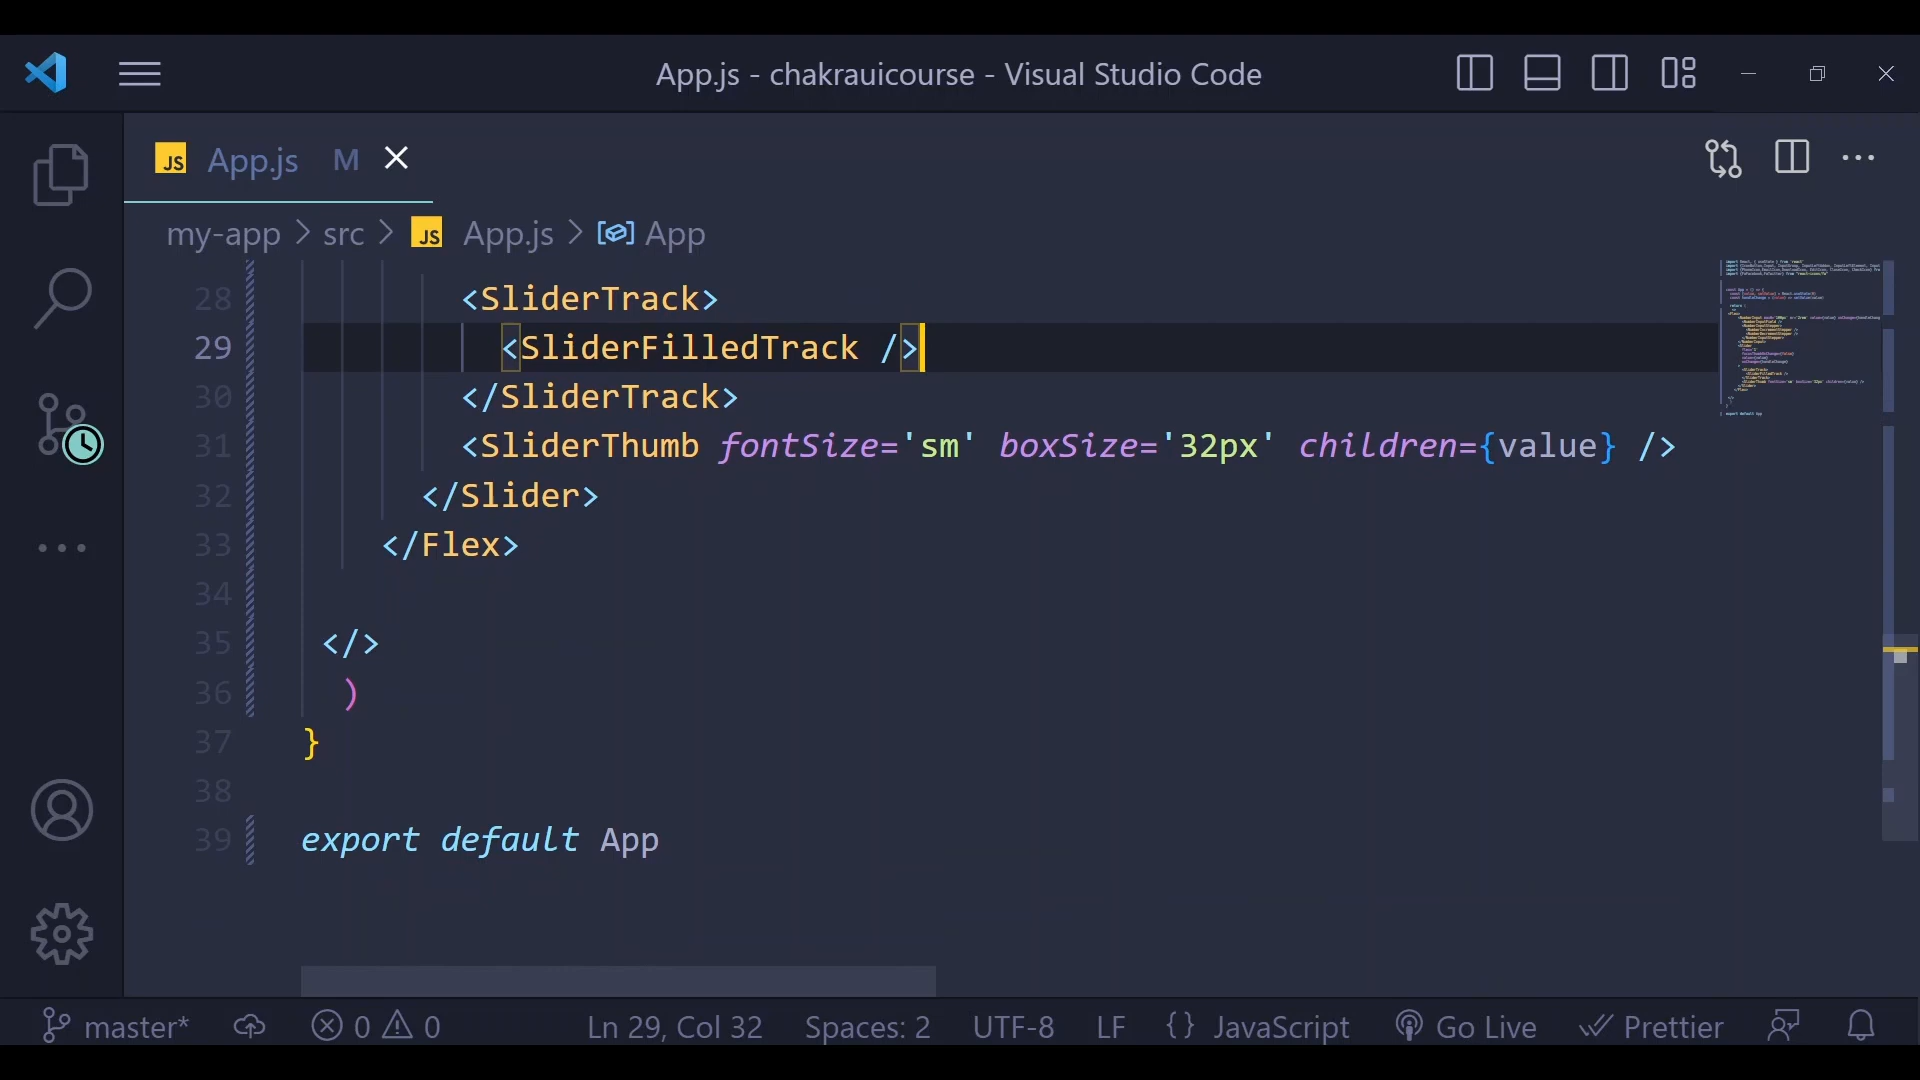 App.js - chakrauicourse - Visual Studio Code
JS App.js M
my-app > src > JS App.js > App
28 <SliderTrack>
29 <SliderFilledTrack />
30 </SliderTrack>
31 <SliderThumb fontSize='sm' boxSize='32px' children={value} />
32 </Slider>
33 </Flex>
34
35 </>
36 )
37 }
38
39 export default App
master* 0 0 Ln 29, Col 32 Spaces: 2 UTF-8 LF {} JavaScript Go Live Prettier